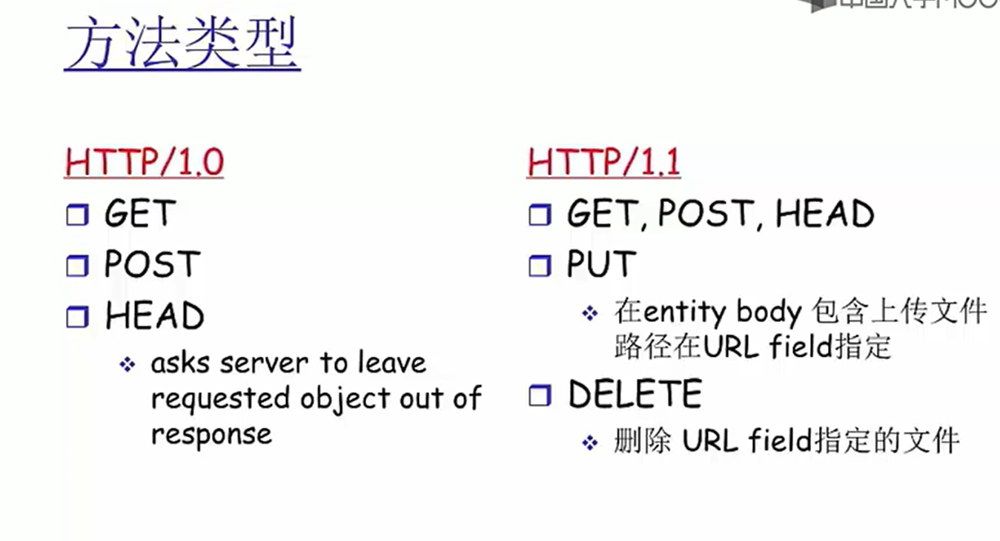 方法类型
HTTP/1.0
GET
POST
HEAD
asks server to leave
requested object out of
response
HTTP/1.1
GET, POST, HEAD
PUT
在entity body 包含上传文件
路径在URL field指定
DELETE
删除 URL field指定的文件